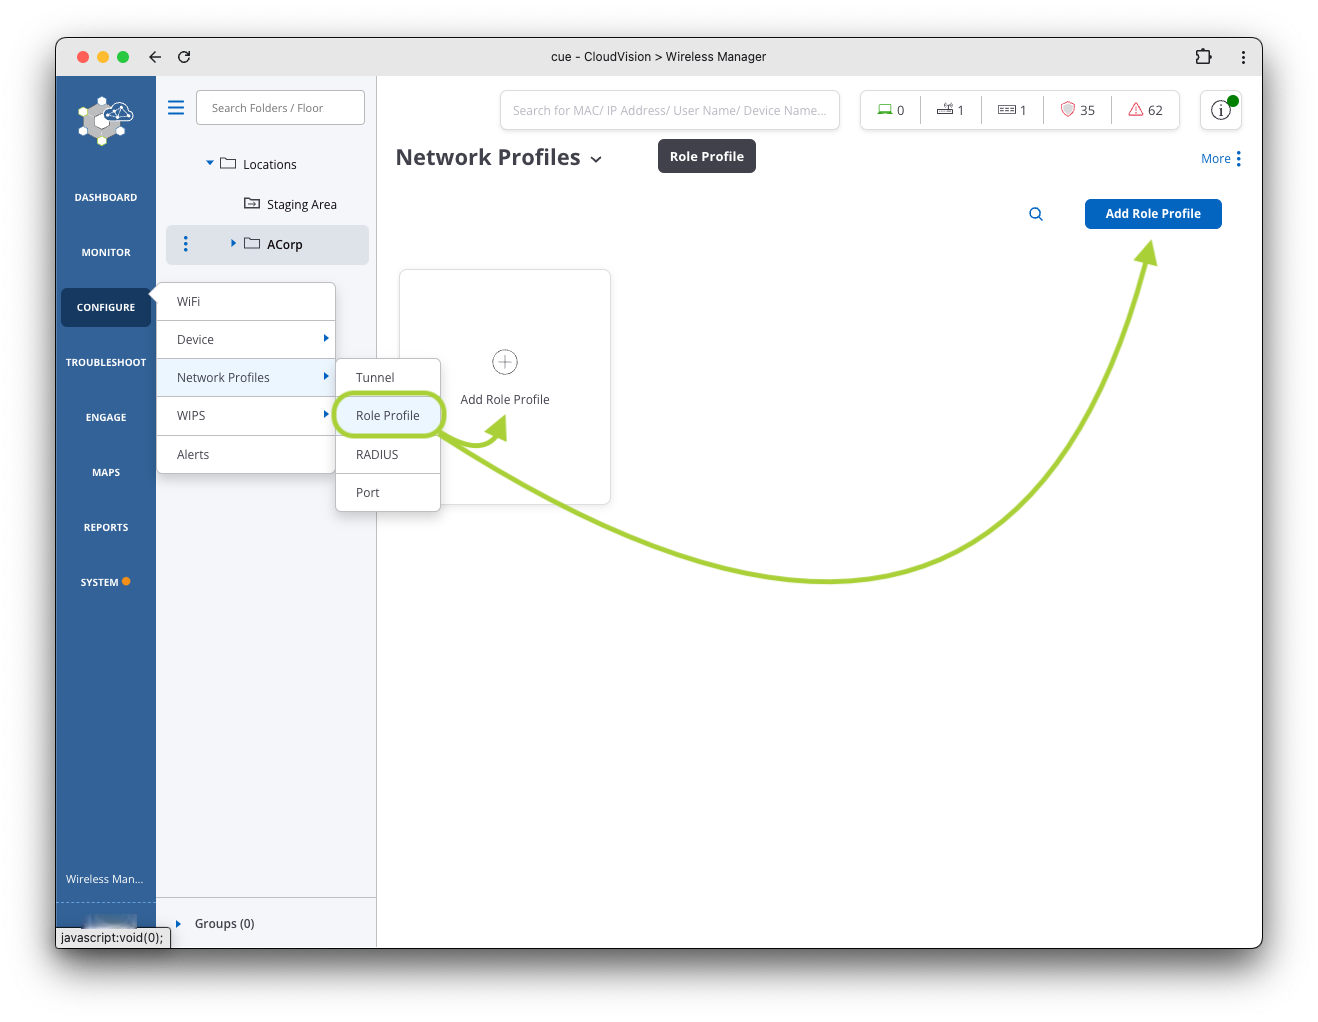 cue - CloudVision > Wireless Manager
Search Folders / Floor
Search for MAC/ IP Address/ User Name/ Device Name...
0
1
1
35
62
Network Profiles
Role Profile
More
Locations
Staging Area
ACorp
Add Role Profile
DASHBOARD
MONITOR
CONFIGURE
TROUBLESHOOT
ENGAGE
MAPS
REPORTS
SYSTEM
WiFi
Device
Network Profiles
WIPS
Alerts
Tunnel
Role Profile
RADIUS
Port
Add Role Profile
Wireless Man...
Groups (0)
javascript:void(0);